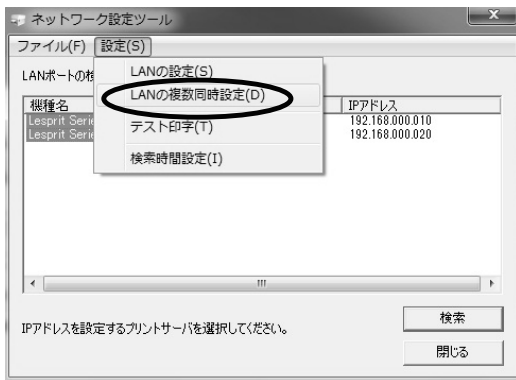 ネットワーク設定ツール
ファイル(F) 設定(S)
LANポートの検
LANの設定(S)
LANの複数同時設定(D)
テスト印字(T)
検索時間設定(I)
機種名 IPアドレス
Lesprit Serie 192.168.000.010
Lesprit Serie 192.168.000.020
検索
IPアドレスを設定するプリントサーバを選択してください。
閉じる